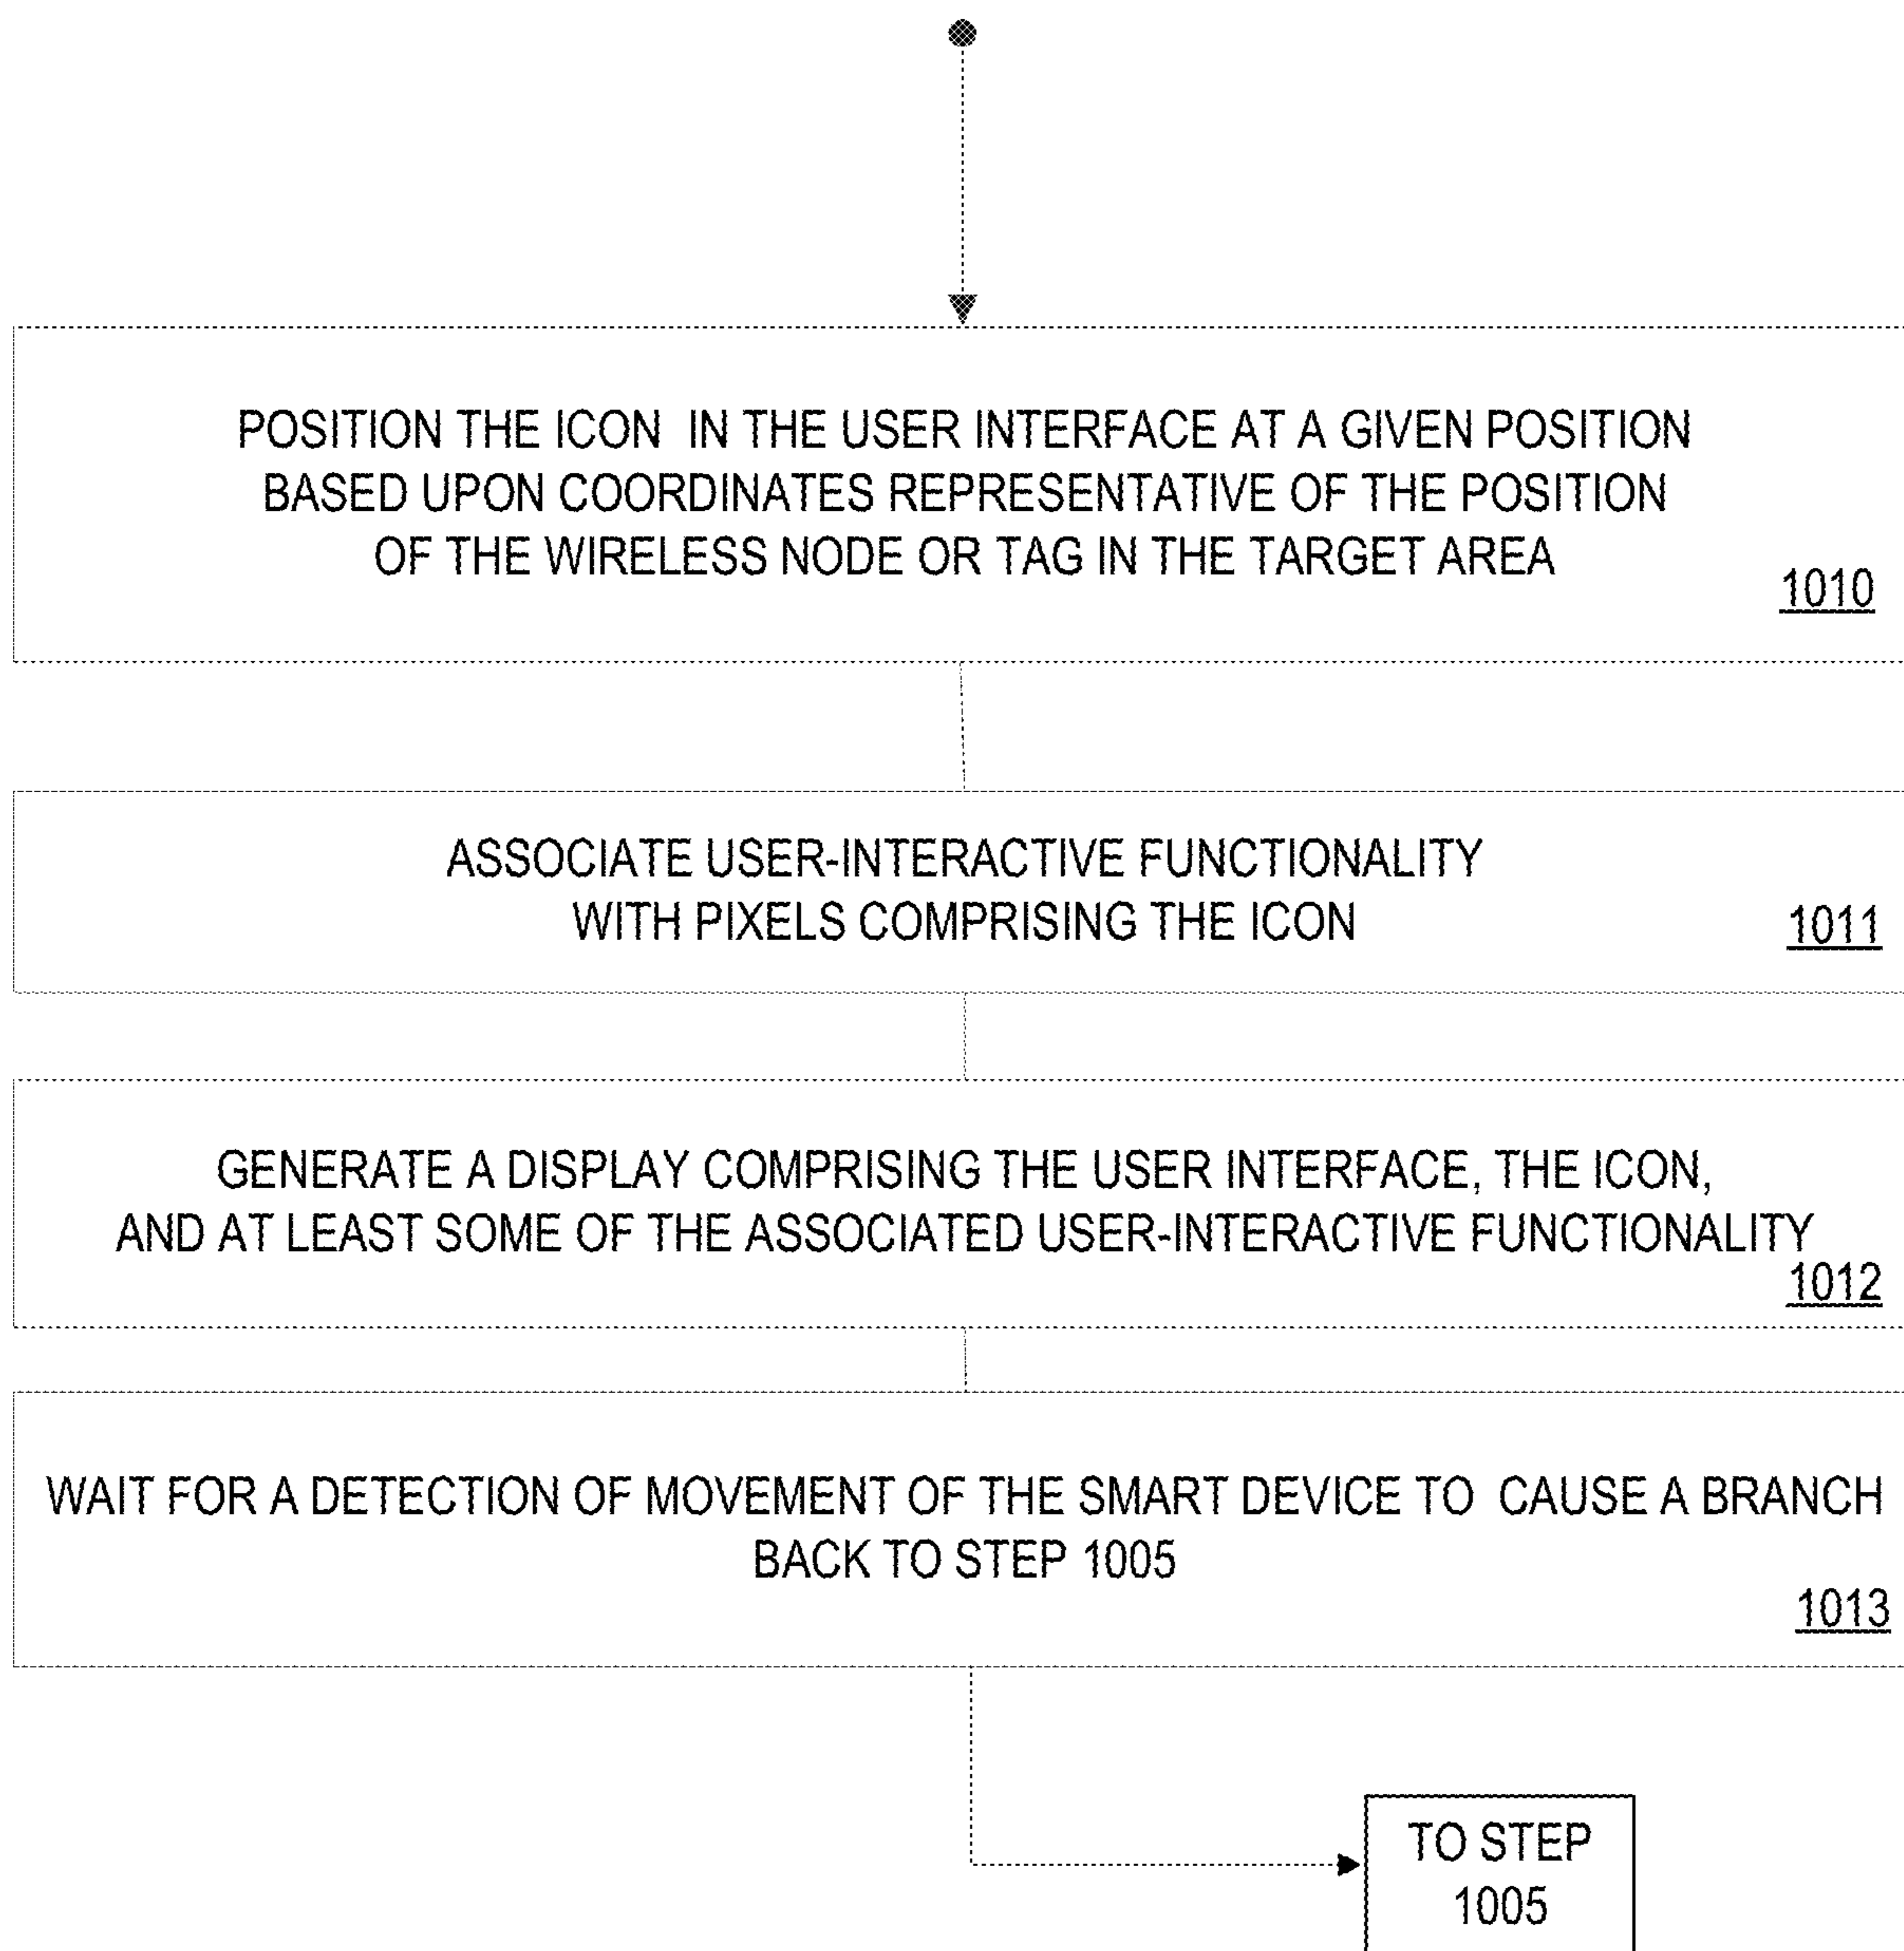 POSITION THE ICON IN THE USER INTERFACE AT A GIVEN POSITION
BASED UPON COORDINATES REPRESENTATIVE OF THE POSITION
OF THE WIRELESS NODE OR TAG IN THE TARGET AREA
1010
ASSOCIATE USER-INTERACTIVE FUNCTIONALITY
WITH PIXELS COMPRISING THE ICON
1011
GENERATE A DISPLAY COMPRISING THE USER INTERFACE, THE ICON,
AND AT LEAST SOME OF THE ASSOCIATED USER-INTERACTIVE FUNCTIONALITY
1012
WAIT FOR A DETECTION OF MOVEMENT OF THE SMART DEVICE TO CAUSE A BRANCH
BACK TO STEP 1005
1013
TO STEP
1005